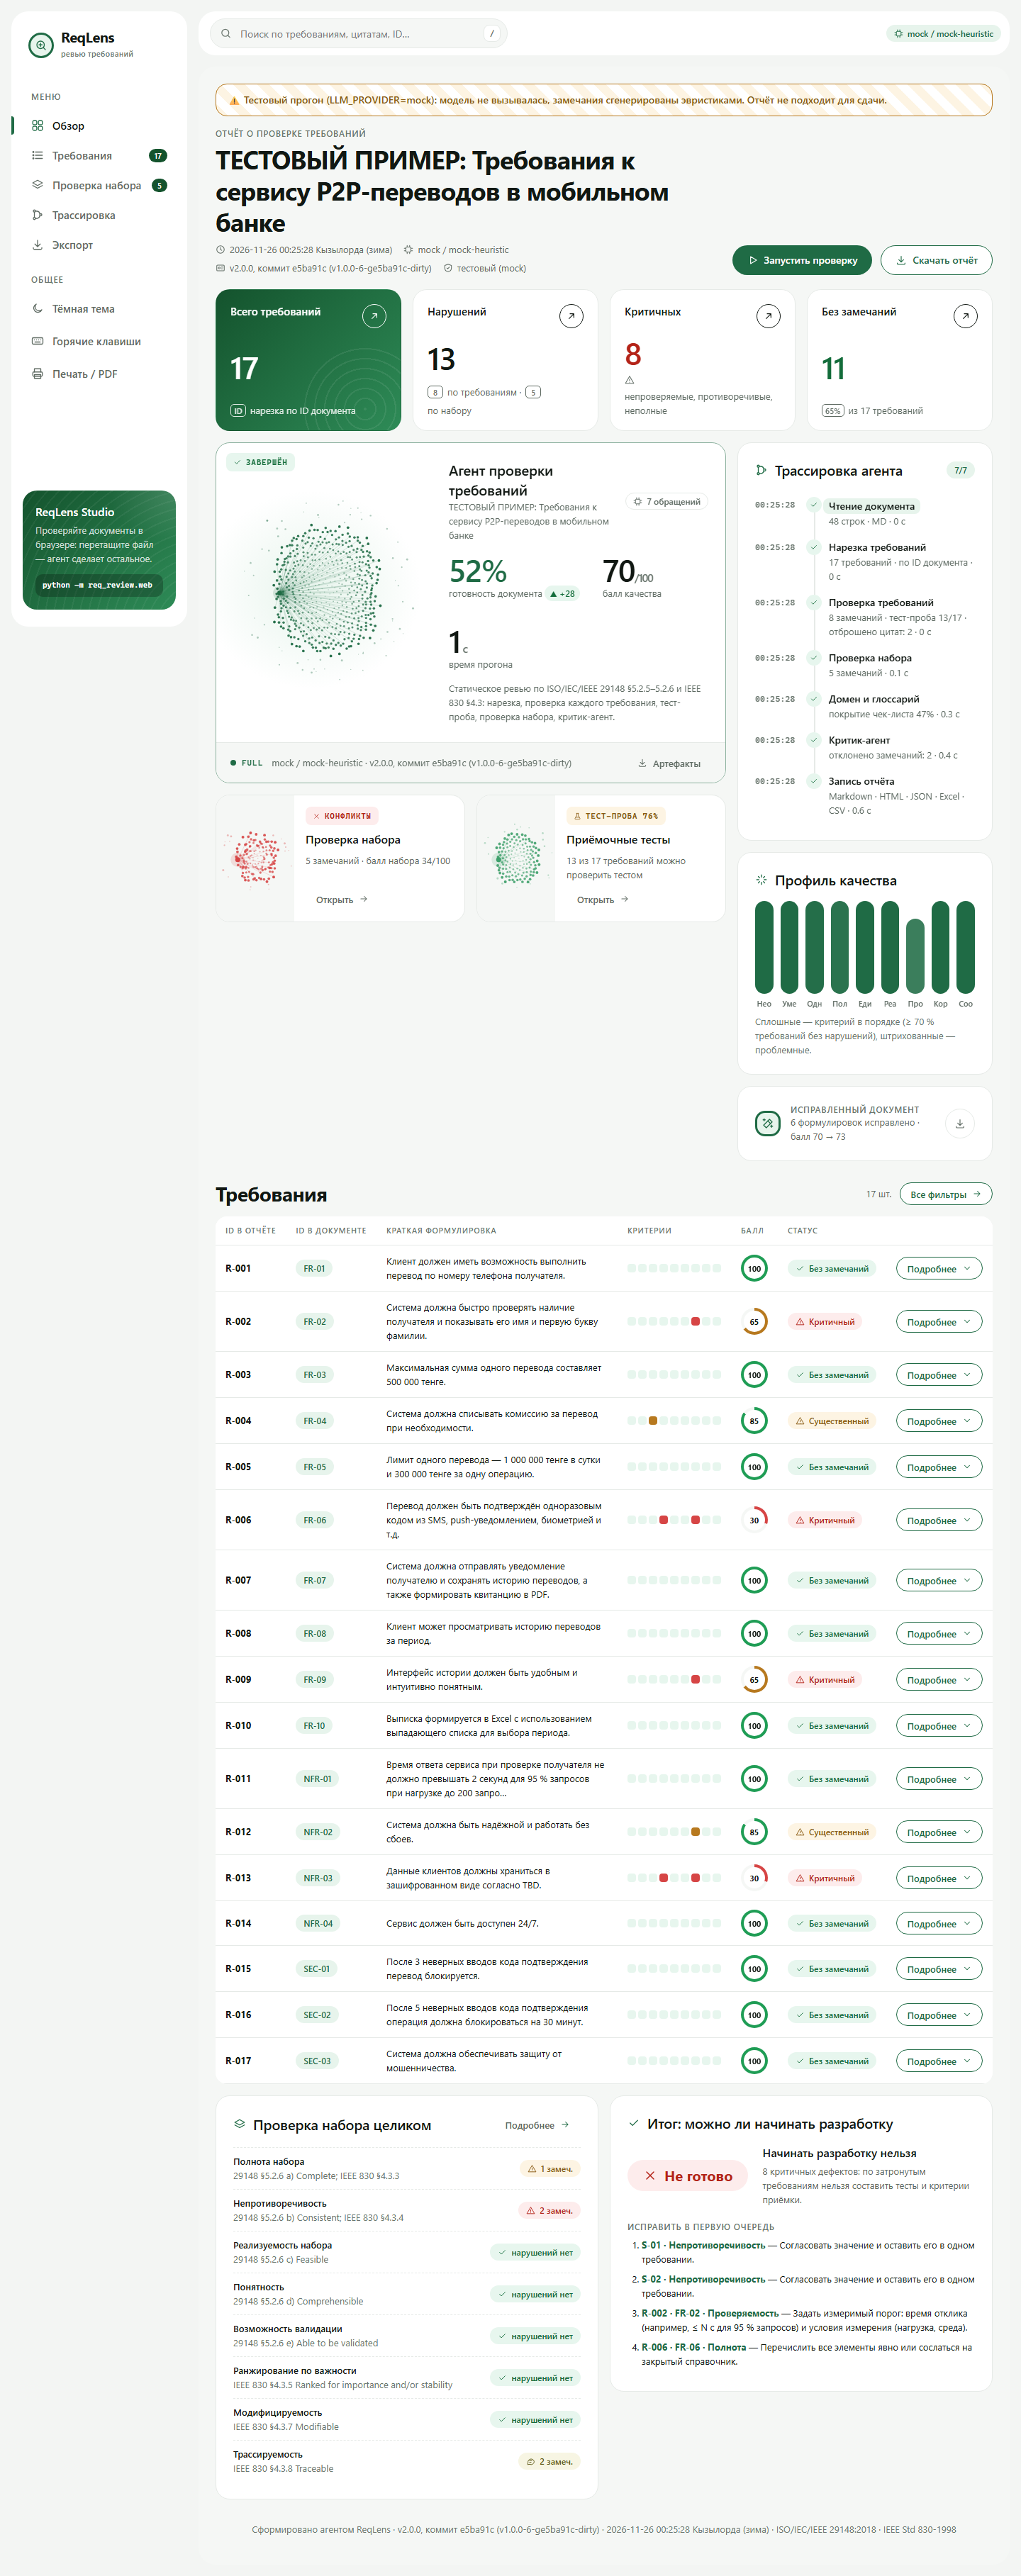 ReqLens
ревью требований
МЕНЮ
Обзор
Требования 17
Проверка набора 5
Трассировка
Экспорт
ОБЩЕЕ
Тёмная тема
Горячие клавиши
Печать / PDF
ReqLens Studio
Проверяйте документы в
браузере: перетащите файл
— агент сделает остальное.
python -m req_review.web
Поиск по требованиям, цитатам, ID... /
mock / mock-heuristic
Тестовый прогон (LLM_PROVIDER=mock): модель не вызывалась, замечания сгенерированы эвристиками. Отчёт не подходит для сдачи.
ОТЧЁТ О ПРОВЕРКЕ ТРЕБОВАНИЙ
ТЕСТОВЫЙ ПРИМЕР: Требования к
сервису P2P-переводов в мобильном
банке
2026-11-26 00:25:28 Кызылорда (зима) mock / mock-heuristic
v2.0.0, коммит e5ba91c (v1.0.0-6-ge5ba91c-dirty) тестовый (mock)
Запустить проверку
Скачать отчёт
Всего требований
17
ID нарезка по ID документа
Нарушений
13
8 по требованиям · 5
по набору
Критичных
8
непроверяемые, противоречивые,
неполные
Без замечаний
11
65% из 17 требований
ЗАВЕРШЁН
Агент проверки
требований
ТЕСТОВЫЙ ПРИМЕР: Требования к
сервису P2P-переводов в мобильном
банке
7 обращений
52%
готовность документа ▲ +28
70/100
балл качества
1 с
время прогона
Статическое ревью по ISO/IEC/IEEE 29148 §5.2.5–5.2.6 и IEEE
830 §4.3: нарезка, проверка каждого требования, тест-
проба, проверка набора, критик-агент.
FULL mock / mock-heuristic · v2.0.0, коммит e5ba91c (v1.0.0-6-ge5ba91c-dirty)
Артефакты
КОНФЛИКТЫ
Проверка набора
5 замечаний · балл набора 34/100
Открыть →
ТЕСТ-ПРОБА 76%
Приёмочные тесты
13 из 17 требований можно
проверить тестом
Открыть →
Трассировка агента 7/7
00:25:28 Чтение документа
48 строк · MD · 0 с
00:25:28 Нарезка требований
17 требований · по ID документа ·
0 с
00:25:28 Проверка требований
8 замечаний · тест-проба 13/17 ·
отброшено цитат: 2 · 0 с
00:25:28 Проверка набора
5 замечаний · 0.1 с
00:25:28 Домен и глоссарий
покрытие чек-листа 47% · 0.3 с
00:25:28 Критик-агент
отклонено замечаний: 2 · 0.4 с
00:25:28 Запись отчёта
Markdown · HTML · JSON · Excel ·
CSV · 0.6 с
Профиль качества
Нео Уме Одн Пол Еди Реа Про Кор Соо
Сплошные — критерий в порядке (≥ 70 %
требований без нарушений), штрихованные —
проблемные.
ИСПРАВЛЕННЫЙ ДОКУМЕНТ
6 формулировок исправлено ·
балл 70 → 73
Требования
17 шт. Все фильтры →
ID В ОТЧЁТЕ ID В ДОКУМЕНТЕ КРАТКАЯ ФОРМУЛИРОВКА КРИТЕРИИ БАЛЛ СТАТУС
R-001 FR-01 Клиент должен иметь возможность выполнить
перевод по номеру телефона получателя. 100 Без замечаний Подробнее
R-002 FR-02 Система должна быстро проверять наличие
получателя и показывать его имя и первую букву
фамилии. 65 Критичный Подробнее
R-003 FR-03 Максимальная сумма одного перевода составляет
500 000 тенге. 100 Без замечаний Подробнее
R-004 FR-04 Система должна списывать комиссию за перевод
при необходимости. 85 Существенный Подробнее
R-005 FR-05 Лимит одного перевода — 1 000 000 тенге в сутки
и 300 000 тенге за одну операцию. 100 Без замечаний Подробнее
R-006 FR-06 Перевод должен быть подтверждён одноразовым
кодом из SMS, push-уведомлением, биометрией и
т.д. 30 Критичный Подробнее
R-007 FR-07 Система должна отправлять уведомление
получателю и сохранять историю переводов, а
также формировать квитанцию в PDF. 100 Без замечаний Подробнее
R-008 FR-08 Клиент может просматривать историю переводов
за период. 100 Без замечаний Подробнее
R-009 FR-09 Интерфейс истории должен быть удобным и
интуитивно понятным. 65 Критичный Подробнее
R-010 FR-10 Выписка формируется в Excel с использованием
выпадающего списка для выбора периода. 100 Без замечаний Подробнее
R-011 NFR-01 Время ответа сервиса при проверке получателя не
должно превышать 2 секунд для 95 % запросов
при нагрузке до 200 запро... 100 Без замечаний Подробнее
R-012 NFR-02 Система должна быть надёжной и работать без
сбоев. 85 Существенный Подробнее
R-013 NFR-03 Данные клиентов должны храниться в
зашифрованном виде согласно TBD. 30 Критичный Подробнее
R-014 NFR-04 Сервис должен быть доступен 24/7. 100 Без замечаний Подробнее
R-015 SEC-01 После 3 неверных вводов кода подтверждения
перевод блокируется. 100 Без замечаний Подробнее
R-016 SEC-02 После 5 неверных вводов кода подтверждения
операция должна блокироваться на 30 минут. 100 Без замечаний Подробнее
R-017 SEC-03 Система должна обеспечивать защиту от
мошенничества. 100 Без замечаний Подробнее
Проверка набора целиком Подробнее →
Полнота набора
29148 §5.2.6 a) Complete; IEEE 830 §4.3.3 1 замеч.
Непротиворечивость
29148 §5.2.6 b) Consistent; IEEE 830 §4.3.4 2 замеч.
Реализуемость набора
29148 §5.2.6 c) Feasible нарушений нет
Понятность
29148 §5.2.6 d) Comprehensible нарушений нет
Возможность валидации
29148 §5.2.6 e) Able to be validated нарушений нет
Ранжирование по важности
IEEE 830 §4.3.5 Ranked for importance and/or stability нарушений нет
Модифицируемость
IEEE 830 §4.3.7 Modifiable нарушений нет
Трассируемость
IEEE 830 §4.3.8 Traceable 2 замеч.
Итог: можно ли начинать разработку
Не готово
Начинать разработку нельзя
8 критичных дефектов: по затронутым
требованиям нельзя составить тесты и критерии
приёмки.
ИСПРАВИТЬ В ПЕРВУЮ ОЧЕРЕДЬ
1. S-01 · Непротиворечивость — Согласовать значение и оставить его в одном
требовании.
2. S-02 · Непротиворечивость — Согласовать значение и оставить его в одном
требовании.
3. R-002 · FR-02 · Проверяемость — Задать измеримый порог: время отклика
(например, ≤ N с для 95 % запросов) и условия измерения (нагрузка, среда).
4. R-006 · FR-06 · Полнота — Перечислить все элементы явно или сослаться на
закрытый справочник.
Сформировано агентом ReqLens · v2.0.0, коммит e5ba91c (v1.0.0-6-ge5ba91c-dirty) · 2026-11-26 00:25:28 Кызылорда (зима) · ISO/IEC/IEEE 29148:2018 · IEEE Std 830-1998